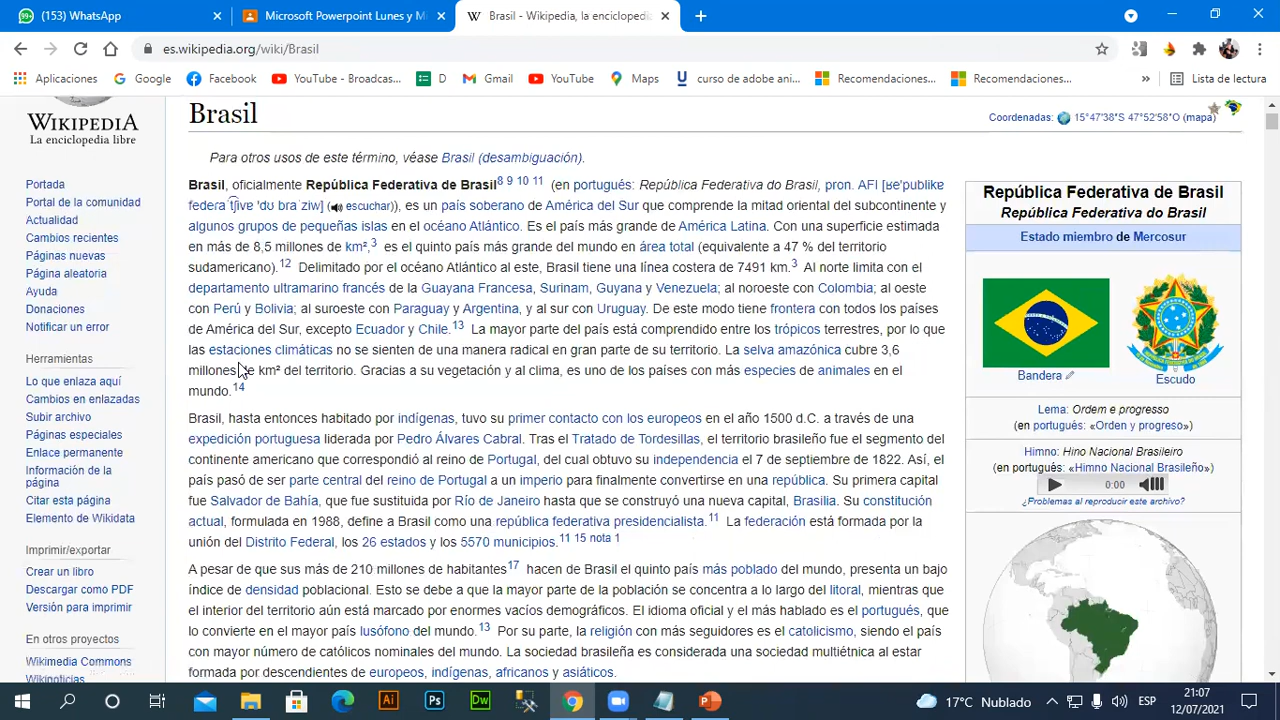 (153) WhatsApp
Microsoft Powerpoint Lunes y M
Brasil - Wikipedia, la enciclopedi
es.wikipedia.org/wiki/Brasil
Aplicaciones
Google
Facebook
YouTube - Broadcas...
D
Gmail
YouTube
Maps
curso de adobe ani...
Recomendaciones...
Recomendaciones...
»
Lista de lectura
WIKIPEDIA
La enciclopedia libre
Portada
Portal de la comunidad
Actualidad
Cambios recientes
Páginas nuevas
Página aleatoria
Ayuda
Donaciones
Notificar un error
Herramientas
Lo que enlaza aquí
Cambios en enlazadas
Subir archivo
Páginas especiales
Enlace permanente
Información de la
página
Citar esta página
Elemento de Wikidata
Imprimir/exportar
Crear un libro
Descargar como PDF
Versión para imprimir
En otros proyectos
Wikimedia Commons
Wikinoticias
Brasil
Coordenadas: 15°47′38″S 47°52′58″O (mapa)
Para otros usos de este término, véase Brasil (desambiguación).
Brasil, oficialmente República Federativa de Brasil8 9 10 11 (en portugués: República Federativa do Brasil, pron. AFI [ʁeˈpublikɐ
fedeɾaˈtʃivɐ ˈdu bɾaˈziw] (escuchar)), es un país soberano de América del Sur que comprende la mitad oriental del subcontinente y
algunos grupos de pequeñas islas en el océano Atlántico. Es el país más grande de América Latina. Con una superficie estimada
en más de 8,5 millones de km²,3 es el quinto país más grande del mundo en área total (equivalente a 47 % del territorio
sudamericano).12 Delimitado por el océano Atlántico al este, Brasil tiene una línea costera de 7491 km.3 Al norte limita con el
departamento ultramarino francés de la Guayana Francesa, Surinam, Guyana y Venezuela; al noroeste con Colombia; al oeste
con Perú y Bolivia; al suroeste con Paraguay y Argentina, y al sur con Uruguay. De este modo tiene frontera con todos los países
de América del Sur, excepto Ecuador y Chile.13 La mayor parte del país está comprendido entre los trópicos terrestres, por lo que
las estaciones climáticas no se sienten de una manera radical en gran parte de su territorio. La selva amazónica cubre 3,6
millones de km² del territorio. Gracias a su vegetación y al clima, es uno de los países con más especies de animales en el
mundo.14
Brasil, hasta entonces habitado por indígenas, tuvo su primer contacto con los europeos en el año 1500 d.C. a través de una
expedición portuguesa liderada por Pedro Álvares Cabral. Tras el Tratado de Tordesillas, el territorio brasileño fue el segmento del
continente americano que correspondió al reino de Portugal, del cual obtuvo su independencia el 7 de septiembre de 1822. Así, el
país pasó de ser parte central del reino de Portugal a un imperio para finalmente convertirse en una república. Su primera capital
fue Salvador de Bahía, que fue sustituida por Río de Janeiro hasta que se construyó una nueva capital, Brasilia. Su constitución
actual, formulada en 1988, define a Brasil como una república federativa presidencialista.11 La federación está formada por la
unión del Distrito Federal, los 26 estados y los 5570 municipios.11 15 nota 1
A pesar de que sus más de 210 millones de habitantes17 hacen de Brasil el quinto país más poblado del mundo, presenta un bajo
índice de densidad poblacional. Esto se debe a que la mayor parte de la población se concentra a lo largo del litoral, mientras que
el interior del territorio aún está marcado por enormes vacíos demográficos. El idioma oficial y el más hablado es el portugués, que
lo convierte en el mayor país lusófono del mundo.13 Por su parte, la religión con más seguidores es el catolicismo, siendo el país
con mayor número de católicos nominales del mundo. La sociedad brasileña es considerada una sociedad multiétnica al estar
formada por descendientes de europeos, indígenas, africanos y asiáticos.
República Federativa de Brasil
República Federativa do Brasil
Estado miembro de Mercosur
Bandera
Escudo
Lema: Ordem e progresso
(en portugués: «Orden y progreso»)
Himno: Hino Nacional Brasileiro
(en portugués: «Himno Nacional Brasileño»)
0:00
¿Problemas al reproducir este archivo?
Ai
Ps
Dw
17°C Nublado
ESP
21:07
12/07/2021